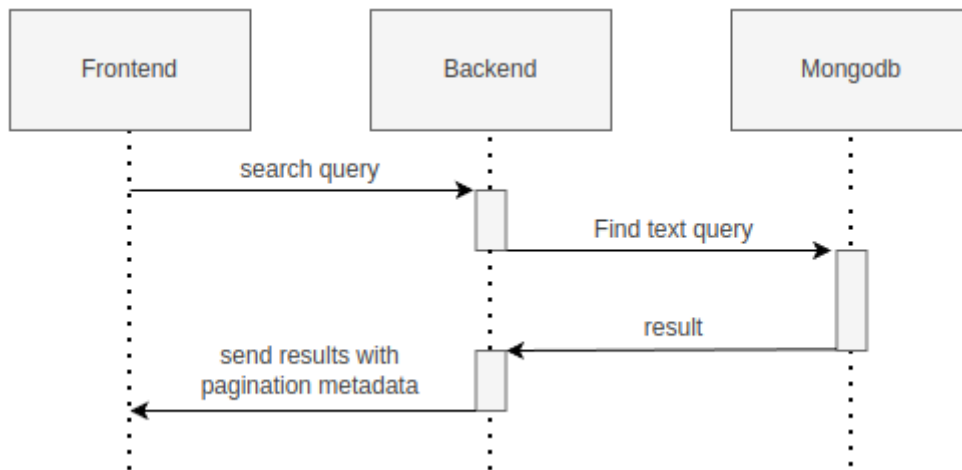 Frontend
Backend
Mongodb
search query
Find text query
result
send results with
pagination metadata